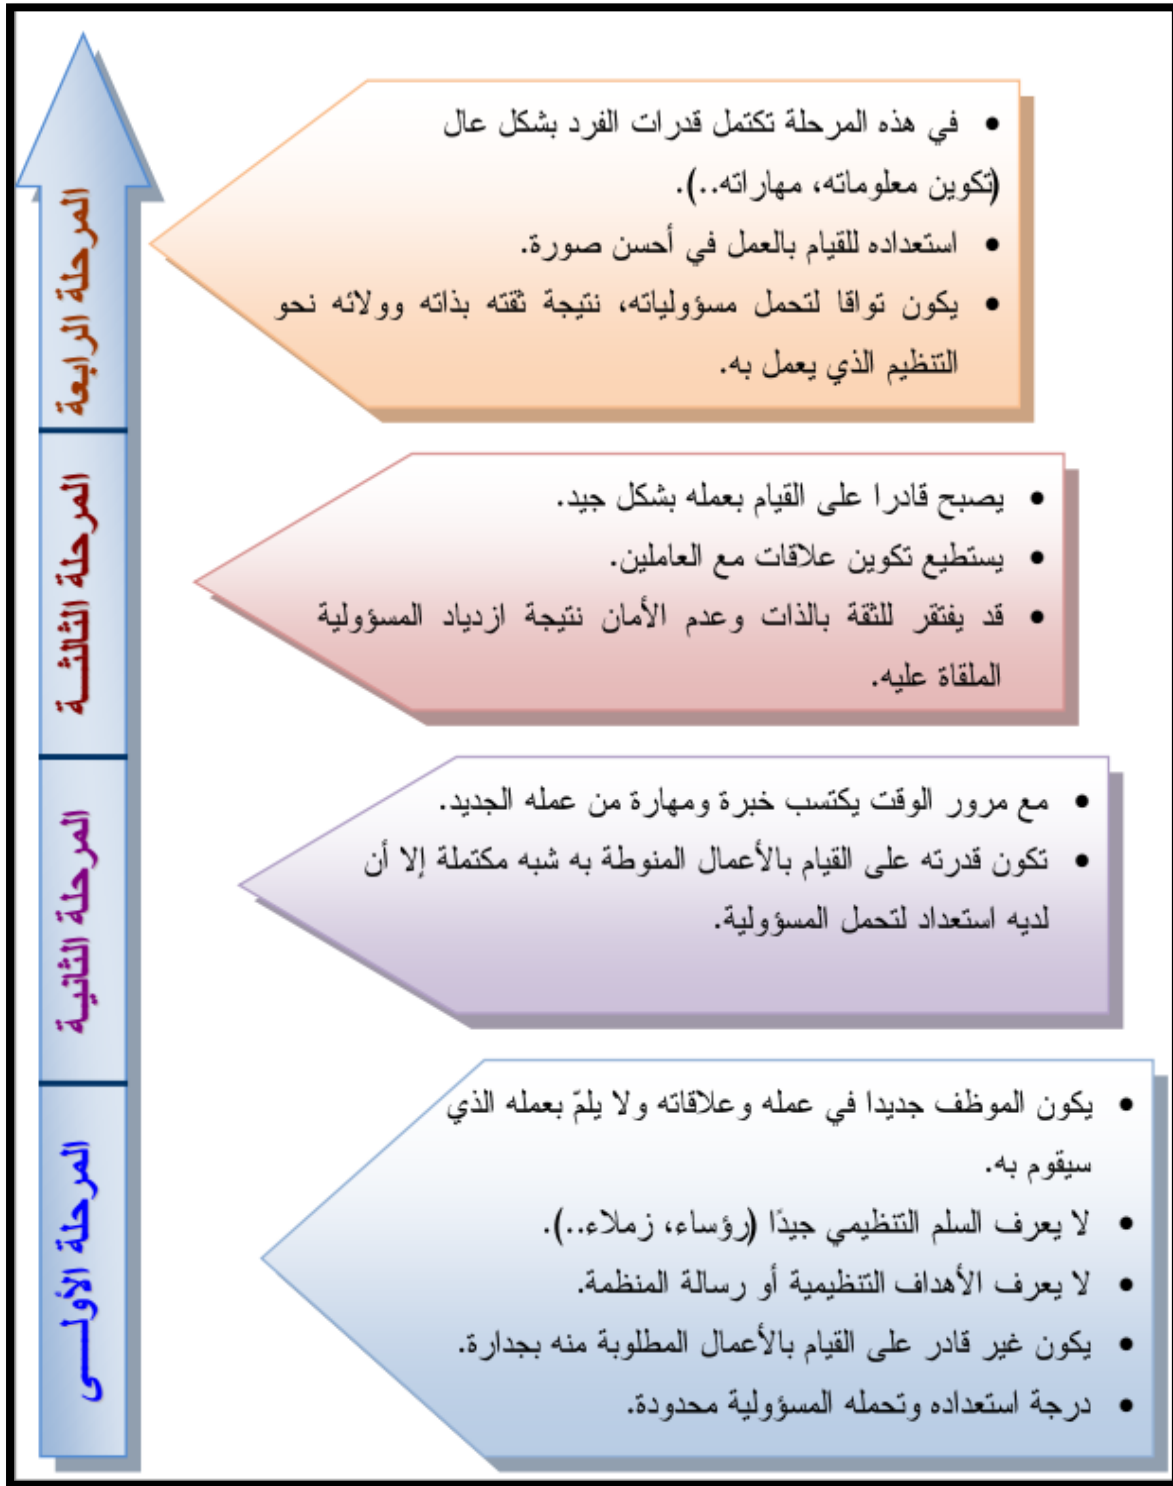 المرحلة الرابعة
• في هذه المرحلة تكتمل قدرات الفرد بشكل عال
(تكوين معلوماته، مهاراته..).
• استعداده للقيام بالعمل في أحسن صورة.
• يكون تواقا لتحمل مسؤولياته، نتيجة ثقته بذاته وولائه نحو
التنظيم الذي يعمل به.
المرحلة الثالثــة
• يصبح قادرا على القيام بعمله بشكل جيد.
• يستطيع تكوين علاقات مع العاملين.
• قد يفتقر للثقة بالذات وعدم الأمان نتيجة ازدياد المسؤولية
الملقاة عليه.
المرحلة الثانيـة
• مع مرور الوقت يكتسب خبرة ومهارة من عمله الجديد.
• تكون قدرته على القيام بالأعمال المنوطة به شبه مكتملة إلا أن
لديه استعداد لتحمل المسؤولية.
المرحلة الأولـــى
• يكون الموظف جديدا في عمله وعلاقاته ولا يلمّ بعمله الذي
سيقوم به.
• لا يعرف السلم التنظيمي جيدًا (رؤساء، زملاء..).
• لا يعرف الأهداف التنظيمية أو رسالة المنظمة.
• يكون غير قادر على القيام بالأعمال المطلوبة منه بجدارة.
• درجة استعداده وتحمله المسؤولية محدودة.